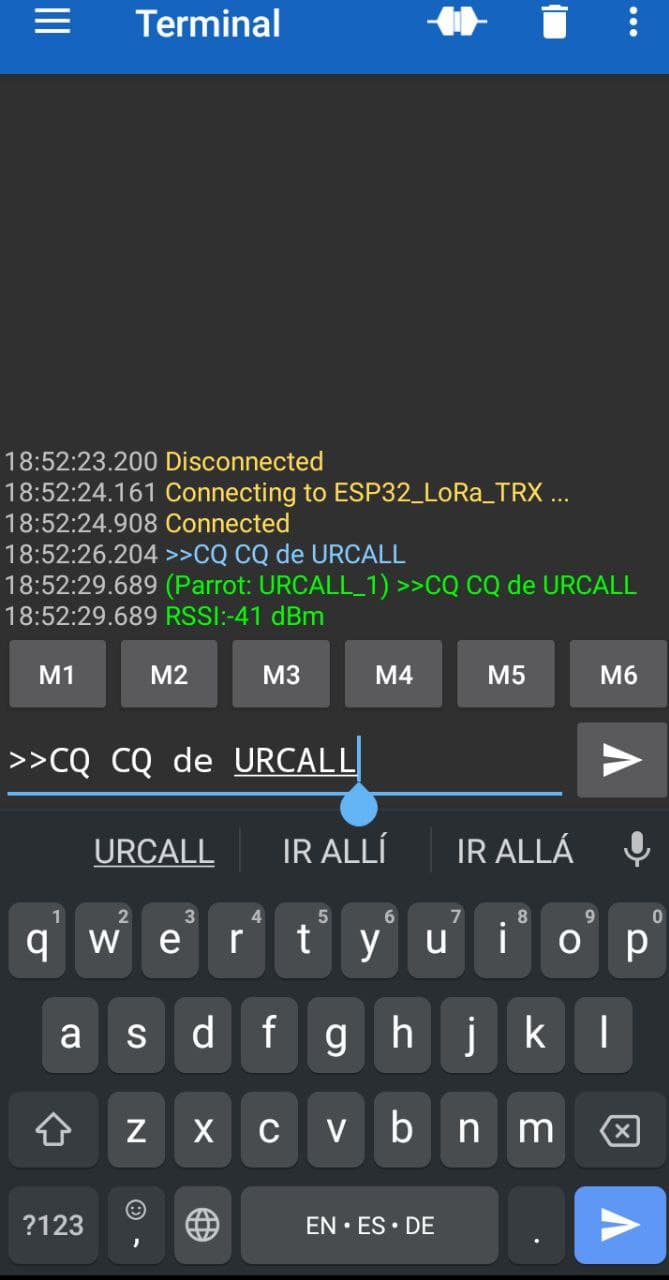 Terminal
18:52:23.200 Disconnected
18:52:24.161 Connecting to ESP32_LoRa_TRX ...
18:52:24.908 Connected
18:52:26.204 >>CQ CQ de URCALL
18:52:29.689 (Parrot: URCALL_1) >>CQ CQ de URCALL
18:52:29.689 RSSI:-41 dBm
M1 M2 M3 M4 M5 M6
>>CQ CQ de URCALL
URCALL IR ALLÍ IR ALLÁ
1 2 3 4 5 6 7 8 9 0
q w e r t y u i o p
a s d f g h j k l
z x c v b n m
?123 , EN • ES • DE .